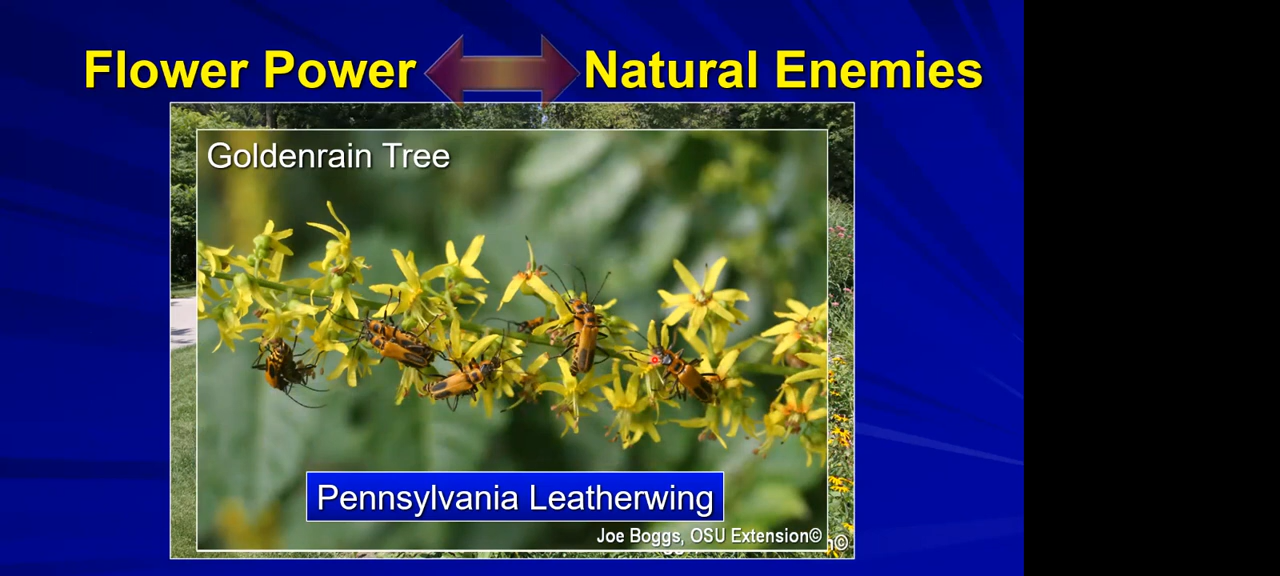 Flower Power Natural Enemies
Goldenrain Tree
Pennsylvania Leatherwing
Joe Boggs, OSU Extension©